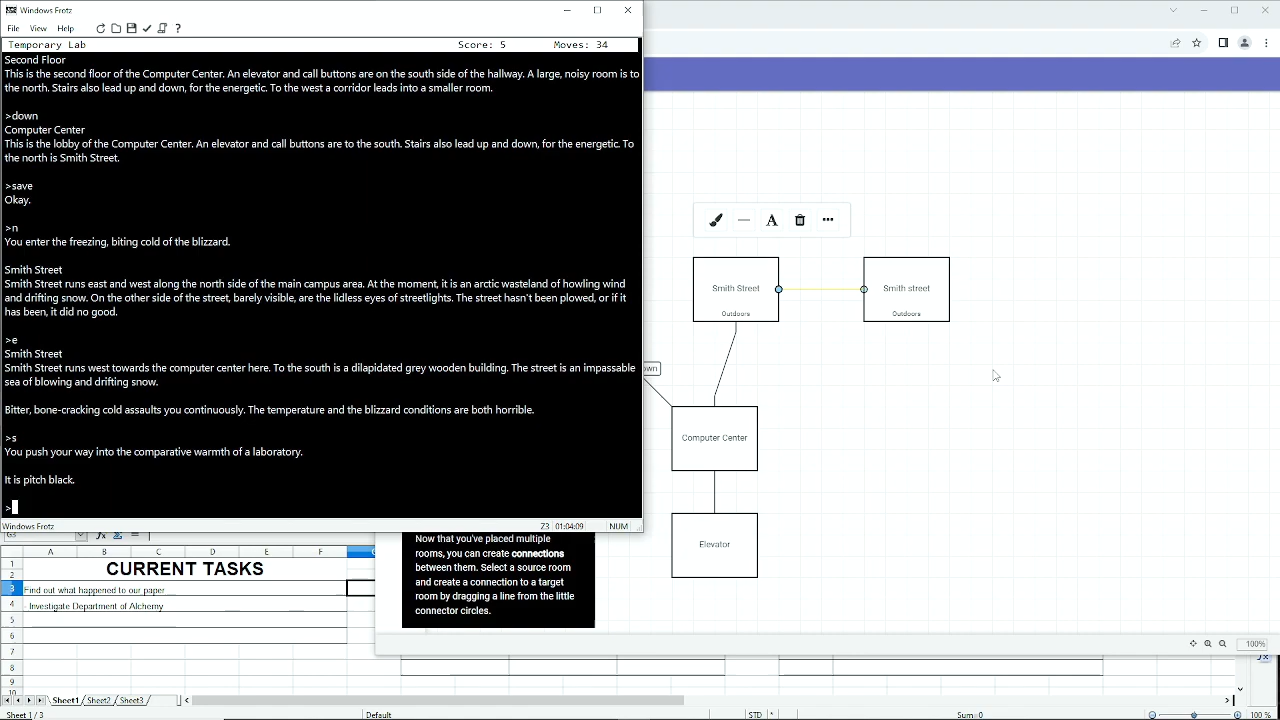 Windows Frotz
File View Help ?
Temporary Lab Score: 5 Moves: 34
Second Floor
This is the second floor of the Computer Center. An elevator and call buttons are on the south side of the hallway. A large, noisy room is to
the north. Stairs also lead up and down, for the energetic. To the west a corridor leads into a smaller room.
>down
Computer Center
This is the lobby of the Computer Center. An elevator and call buttons are to the south. Stairs also lead up and down, for the energetic. To
the north is Smith Street.
>save
Okay.
>n
You enter the freezing, biting cold of the blizzard.
Smith Street
Smith Street runs east and west along the north side of the main campus area. At the moment, it is an arctic wasteland of howling wind
and drifting snow. On the other side of the street, barely visible, are the lidless eyes of streetlights. The street hasn't been plowed, or if it
has been, it did no good.
>e
Smith Street
Smith Street runs west towards the computer center here. To the south is a dilapidated grey wooden building. The street is an impassable
sea of blowing and drifting snow.
Bitter, bone-cracking cold assaults you continuously. The temperature and the blizzard conditions are both horrible.
>s
You push your way into the comparative warmth of a laboratory.
It is pitch black.
>
Windows Frotz Z3 01:04:09 NUM
A
Smith Street
Outdoors
Smith street
Outdoors
own
Computer Center
Elevator
Now that you've placed multiple
rooms, you can create connections
between them. Select a source room
and create a connection to a target
room by dragging a line from the little
connector circles.
100%
G3
A B C D E F
1 CURRENT TASKS
2
3 Find out what happened to our paper
4 - Investigate Department of Alchemy
5
6
7
8
9
10
Sheet1 Sheet2 Sheet3
Sheet 1 / 3 Default STD * Sum=0 100 %